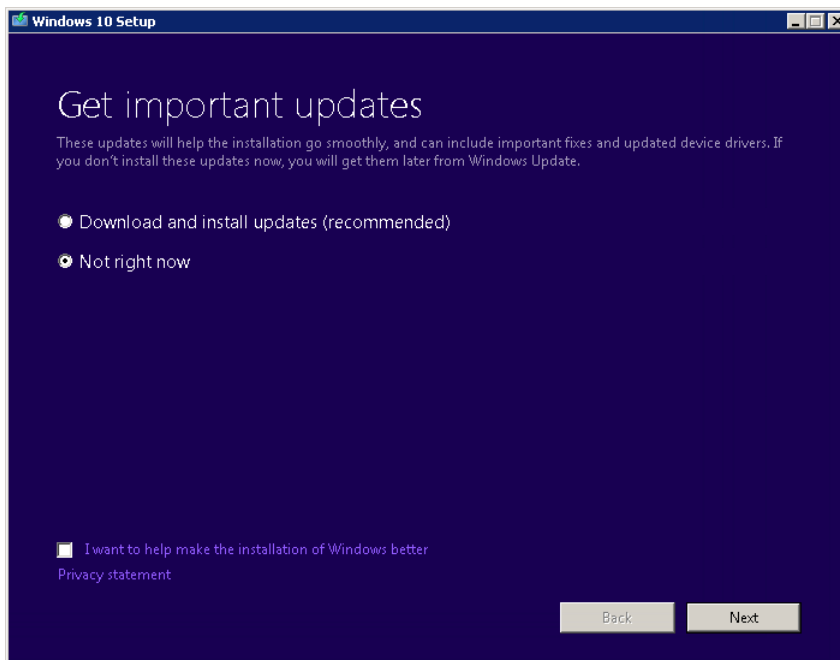 Windows 10 Setup
Get important updates
These updates will help the installation go smoothly, and can include important fixes and updated device drivers. If
you don't install these updates now, you will get them later from Windows Update.
Download and install updates (recommended)
Not right now
I want to help make the installation of Windows better
Privacy statement
Back
Next